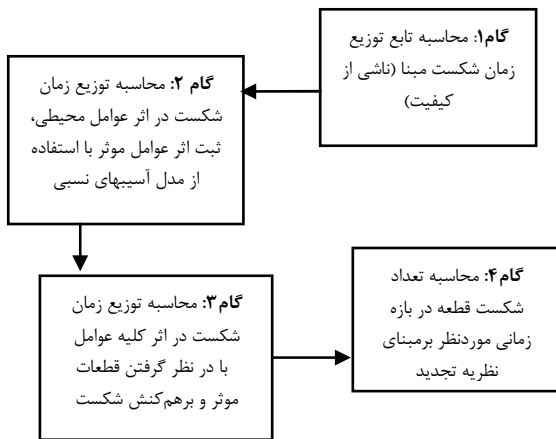 گام۱: محاسبه تابع توزیع
زمان شکست مبنا (ناشی از
کیفیت)
گام ۲: محاسبه توزیع زمان
شکست در اثر عوامل محیطی،
ثبت اثر عوامل موثر با استفاده
از مدل آسیبهای نسبی
گام۳: محاسبه توزیع زمان
شکست در اثر کلیه عوامل
با در نظر گرفتن قطعات
موثر و برهم‌کنش شکست
گام۴: محاسبه تعداد
شکست قطعه در بازه
زمانی موردنظر برمبنای
نظریه تجدید